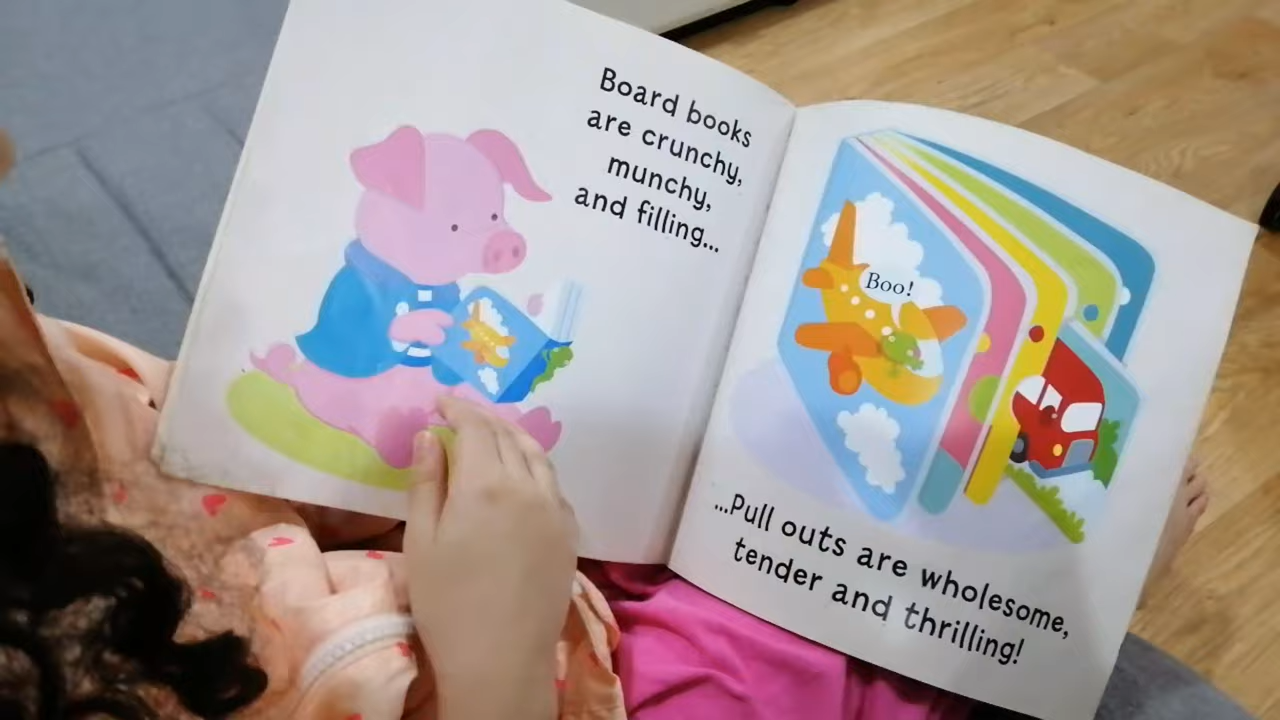 Board books
are crunchy,
munchy,
and filling...
Boo!
...Pull outs are wholesome,
tender and thrilling!